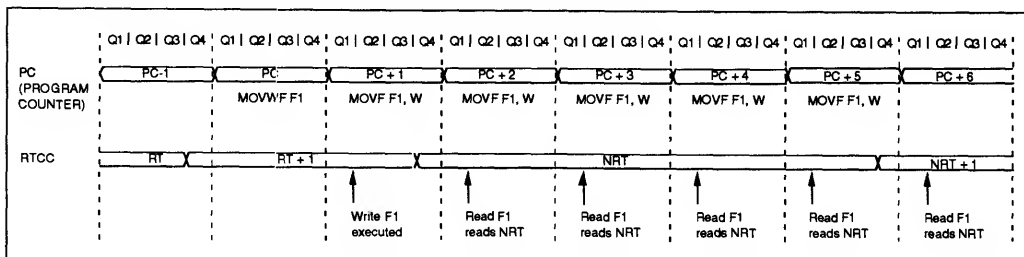 Q1 | Q2 | Q3 | Q4 Q1 | Q2 | Q3 | Q4 Q1 | Q2 | Q3 | Q4 Q1 | Q2 | Q3 | Q4 Q1 | Q2 | Q3 | Q4 Q1 | Q2 | Q3 | Q4 Q1 | Q2 | Q3 | Q4 Q1 | Q2 | Q3 | Q4
PC
(PROGRAM
COUNTER)
PC-1 PC PC + 1 PC + 2 PC + 3 PC + 4 PC + 5 PC + 6
MOVWF F1 MOVF F1, W MOVF F1, W MOVF F1, W MOVF F1, W MOVF F1, W
RTCC RT RT + 1 NRT NRT + 1
Write F1 Read F1 Read F1 Read F1 Read F1 Read F1
executed reads NRT reads NRT reads NRT reads NRT reads NRT